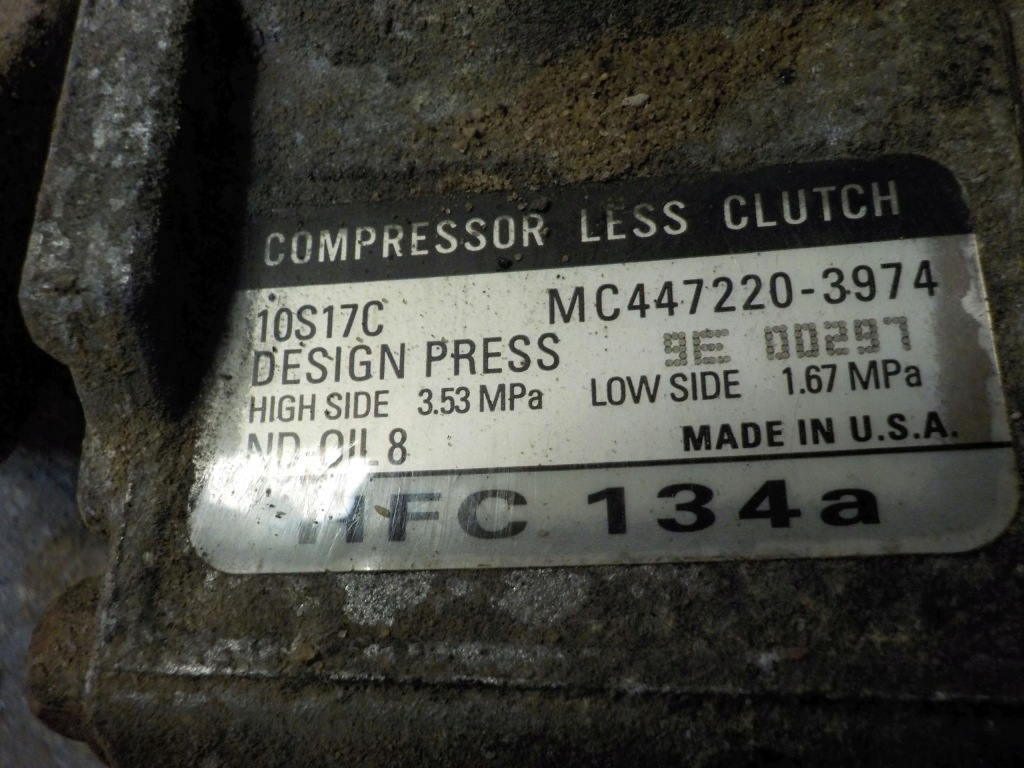 COMPRESSOR LESS CLUTCH
10S17C MC447220-3974
DESIGN PRESS 9E 00297
HIGH SIDE 3.53 MPa LOW SIDE 1.67 MPa
ND-OIL 8 MADE IN U.S.A.
HFC 134a